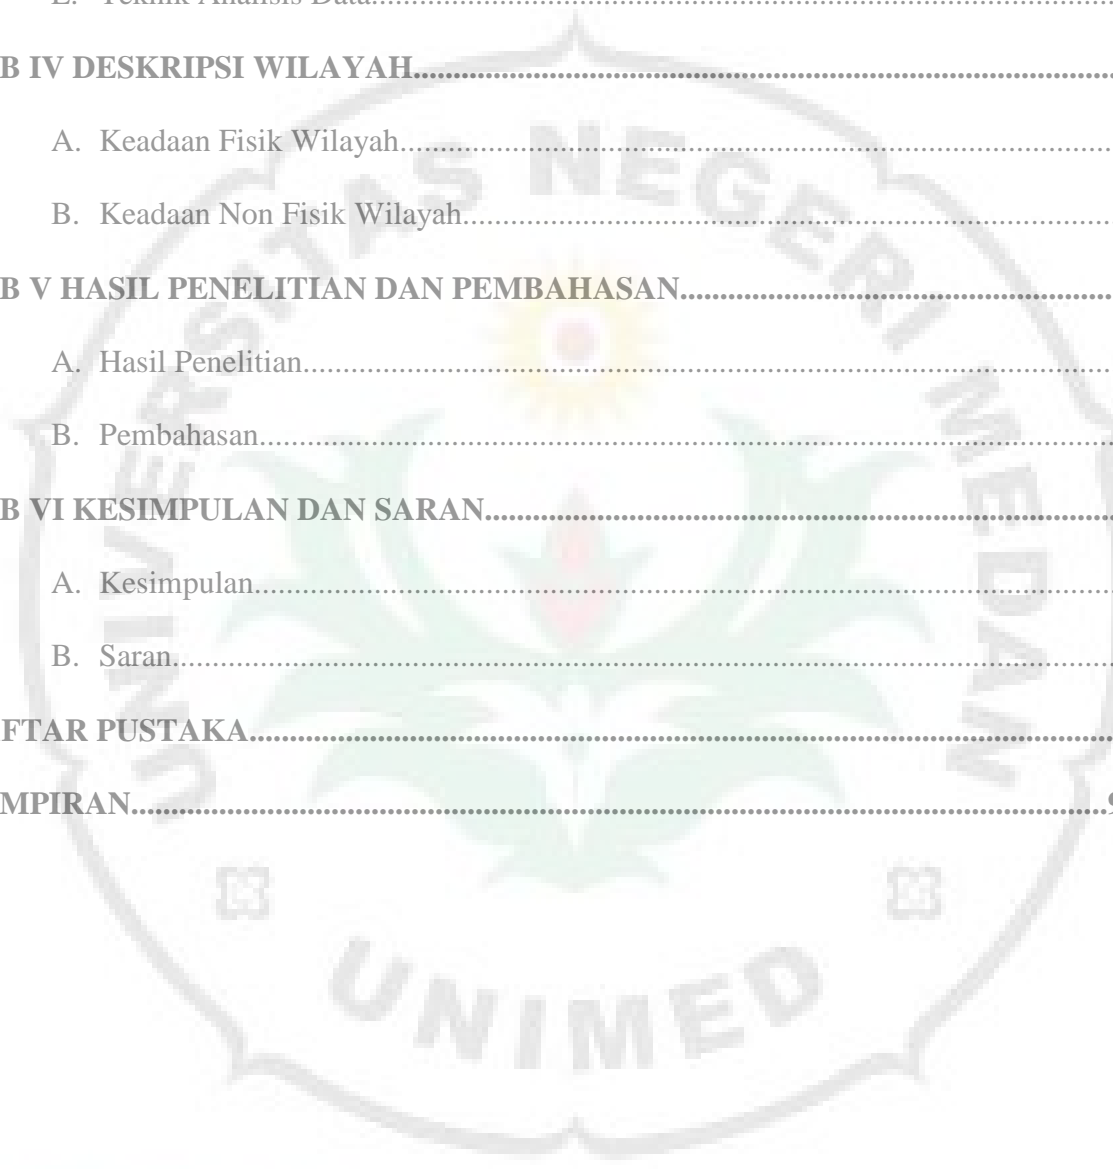 E. Teknik Analisis Data........................................................................................
B IV DESKRIPSI WILAYAH........................................................................................
A. Keadaan Fisik Wilayah........................................................................................
B. Keadaan Non Fisik Wilayah........................................................................................
B V HASIL PENELITIAN DAN PEMBAHASAN........................................................................................
A. Hasil Penelitian........................................................................................
B. Pembahasan........................................................................................
B VI KESIMPULAN DAN SARAN........................................................................................
A. Kesimpulan........................................................................................
B. Saran........................................................................................
FTAR PUSTAKA........................................................................................
MPIRAN........................................................................................9
UNIVERSITAS NEGERI MEDAN
UNIMED